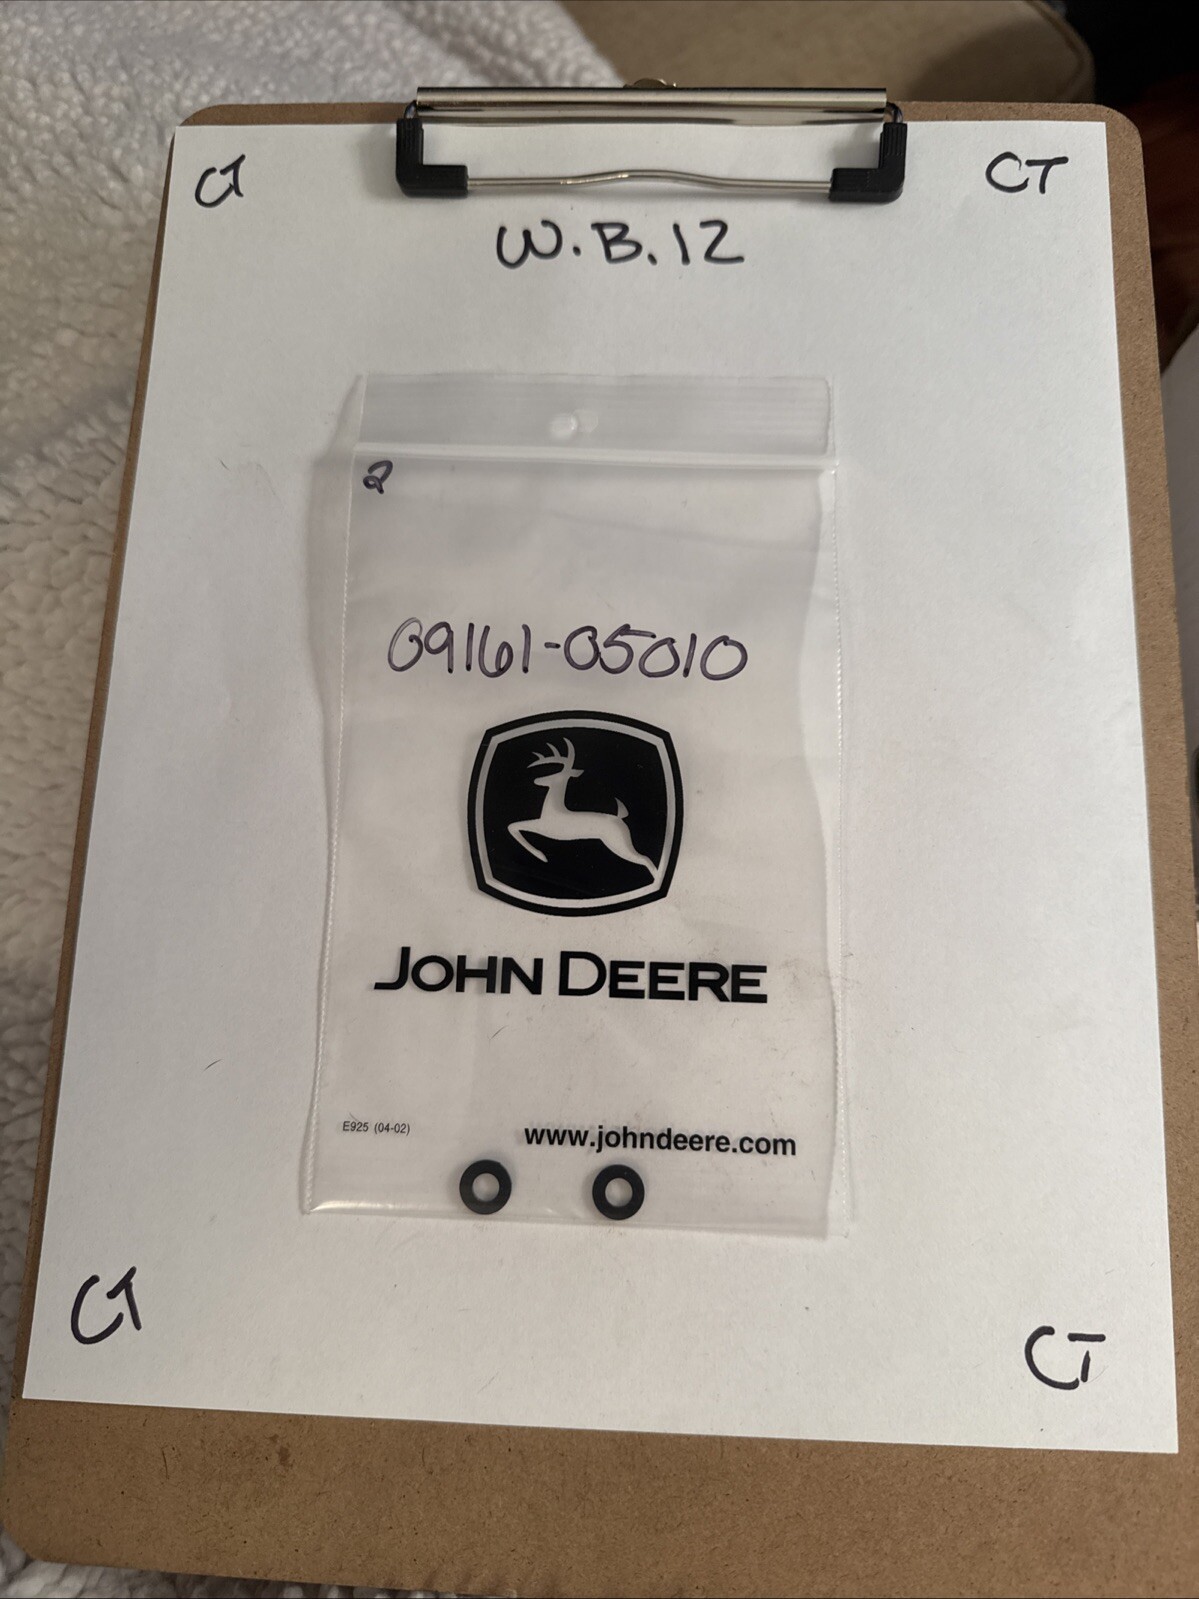 CT
CT
W.B.12
2
09161-05010
JOHN DEERE
E925 (04-02)
www.johndeere.com
CT
CT